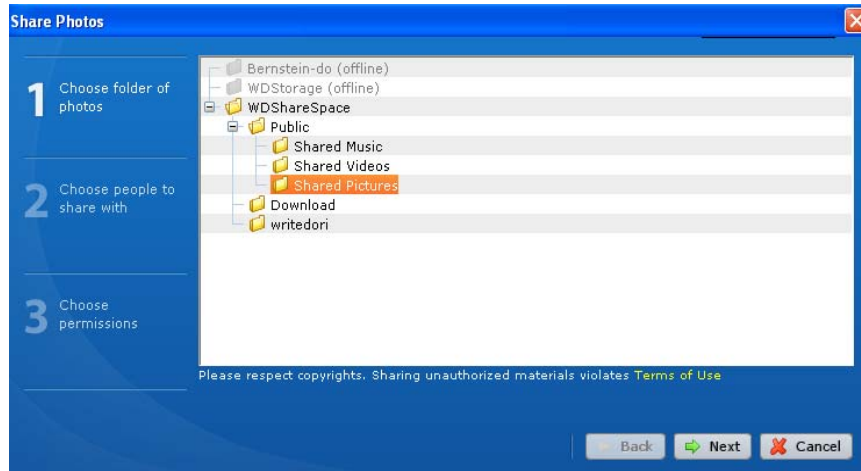 Share Photos
1 Choose folder of
photos
2 Choose people to
share with
3 Choose
permissions
Bernstein-do (offline)
WDStorage (offline)
WDShareSpace
Public
Shared Music
Shared Videos
Shared Pictures
Download
writedori
Please respect copyrights. Sharing unauthorized materials violates Terms of Use
Back Next Cancel